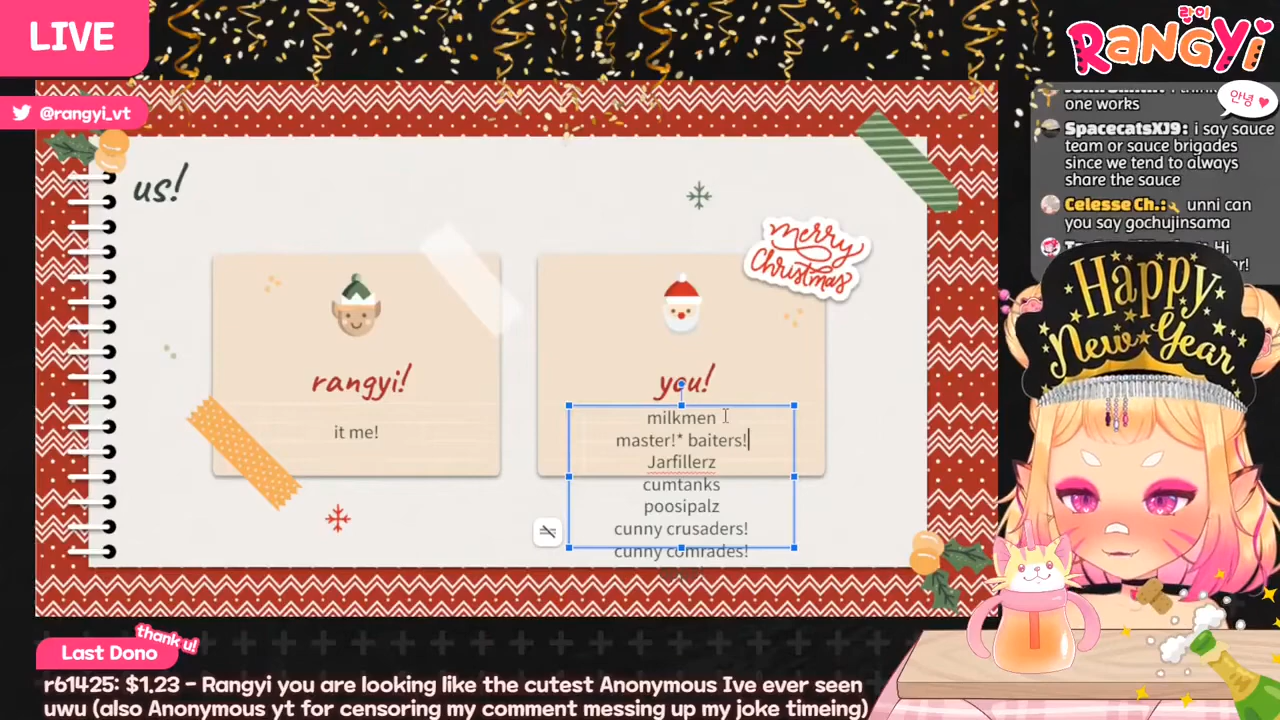 LIVE
@rangyi_vt
랑이
RANGYi
안녕 ♥
one works
SpacecatsXJ9: i say sauce
team or sauce brigades
since we tend to always
share the sauce
Celesse Ch.: unni can
you say gochujinsama
Hi
us!
Merry
Christmas
rangyi!
it me!
you!
milkmen
master!* baiters!
Jarfillerz
cumtanks
poosipalz
cunny crusaders!
cunny comrades!
Happy
New Year
thank u!
Last Dono
r61425: $1.23 - Rangyi you are looking like the cutest Anonymous Ive ever seen
uwu (also Anonymous yt for censoring my comment messing up my joke timeing)